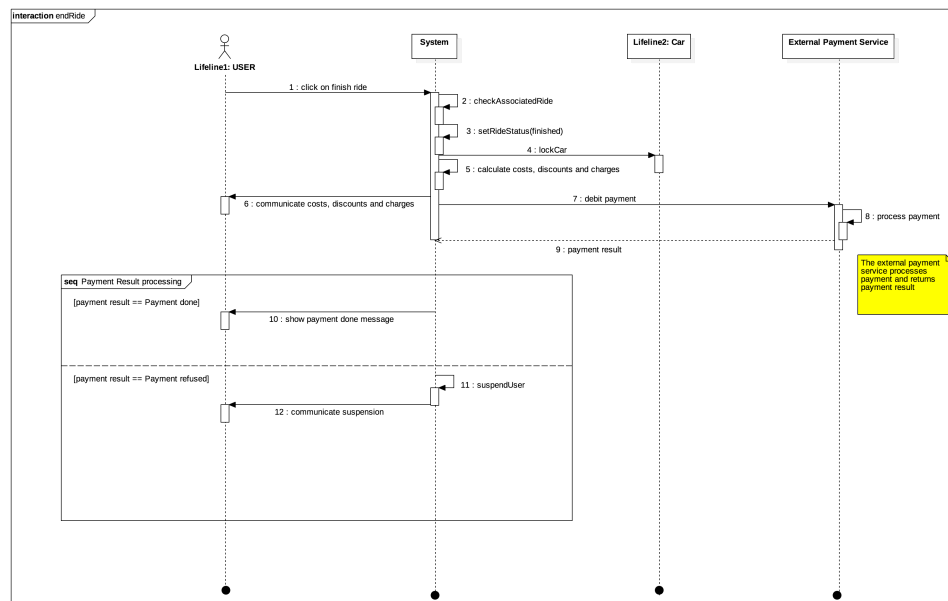 interaction endRide
System
Lifeline2: Car
External Payment Service
Lifeline1: USER
1 : click on finish ride
2 : checkAssociatedRide
3 : setRideStatus(finished)
4 : lockCar
5 : calculate costs, discounts and charges
6 : communicate costs, discounts and charges
7 : debit payment
8 : process payment
9 : payment result
The external payment
service processes
payment and returns
payment result
seq Payment Result processing
[payment result == Payment done]
10 : show payment done message
[payment result == Payment refused]
11 : suspendUser
12 : communicate suspension